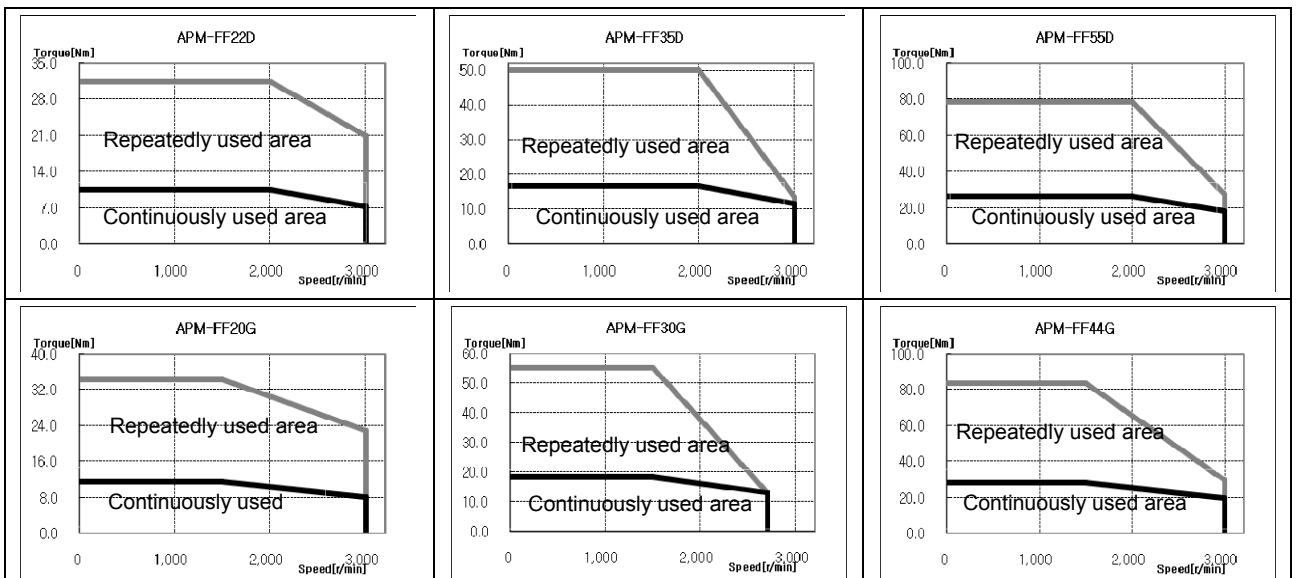 APM-FF22D
Torque[Nm]
35.0
28.0
21.0
14.0
7.0
0.0
Repeatedly used area
Continuously used area
0 1,000 2,000 3,000
Speed[r/min]
APM-FF35D
Torque[Nm]
50.0
40.0
30.0
20.0
10.0
0.0
Repeatedly used area
Continuously used area
0 1,000 2,000 3,000
Speed[r/min]
APM-FF55D
Torque[Nm]
100.0
80.0
60.0
40.0
20.0
0.0
Repeatedly used area
Continuously used area
0 1,000 2,000 3,000
Speed[r/min]
APM-FF20G
Torque[Nm]
40.0
32.0
24.0
16.0
8.0
0.0
Repeatedly used area
Continuously used
0 1,000 2,000 3,000
Speed[r/min]
APM-FF30G
Torque[Nm]
60.0
50.0
40.0
30.0
20.0
10.0
0.0
Repeatedly used area
Continuously used area
0 1,000 2,000 3,000
Speed[r/min]
APM-FF44G
Torque[Nm]
100.0
80.0
60.0
40.0
20.0
0.0
Repeatedly used area
Continuously used area
0 1,000 2,000 3,000
Speed[r/min]